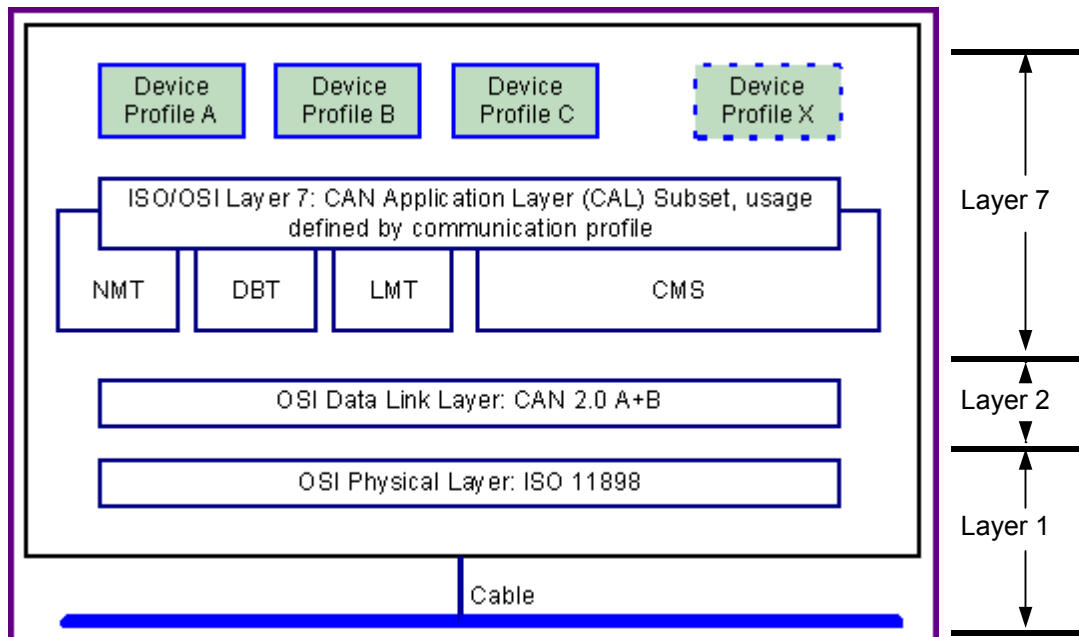 Device
Profile A
Device
Profile B
Device
Profile C
Device
Profile X
ISO/OSI Layer 7: CAN Application Layer (CAL) Subset, usage
defined by communication profile
NMT
DBT
LMT
CMS
OSI Data Link Layer: CAN 2.0 A+B
OSI Physical Layer: ISO 11898
Cable
Layer 7
Layer 2
Layer 1